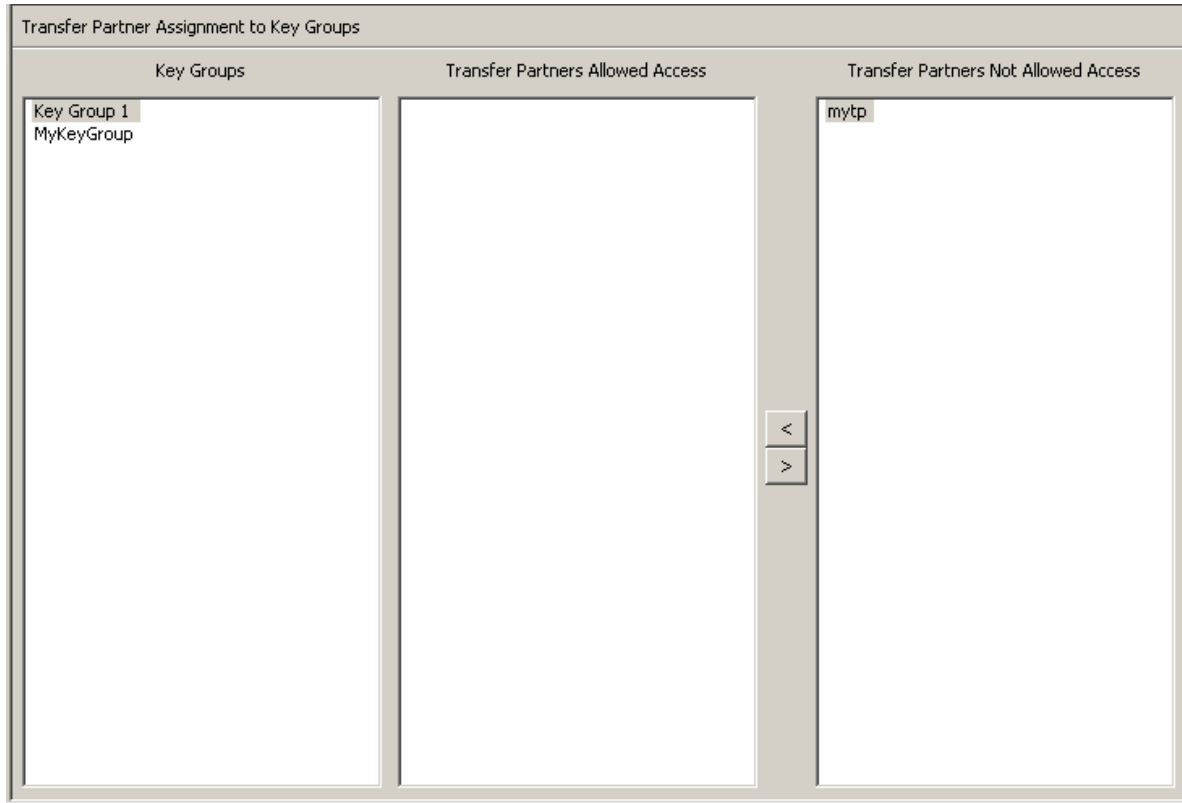 Transfer Partner Assignment to Key Groups
Key Groups
Transfer Partners Allowed Access
Transfer Partners Not Allowed Access
Key Group 1
MyKeyGroup
mytp
<
>